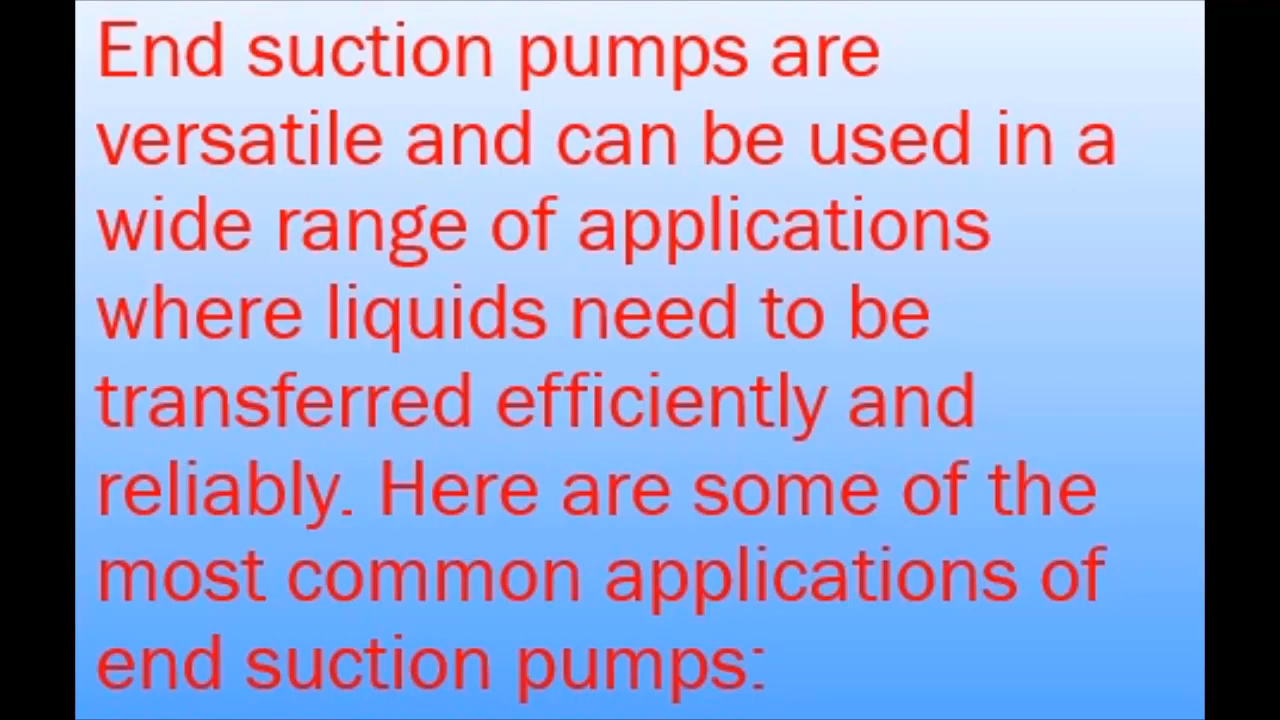 End suction pumps are
versatile and can be used in a
wide range of applications
where liquids need to be
transferred efficiently and
reliably. Here are some of the
most common applications of
end suction pumps: